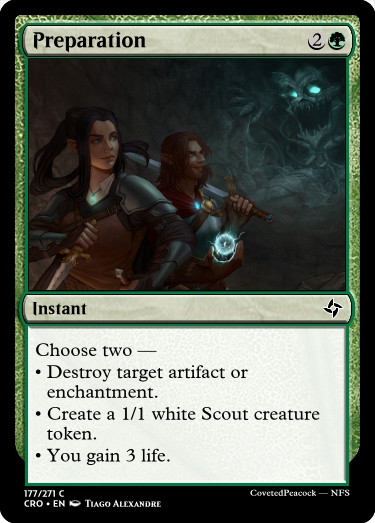 Preparation 2
Instant
Choose two —
• Destroy target artifact or
enchantment.
• Create a 1/1 white Scout creature
token.
• You gain 3 life.
177/271 C
CRO • EN Tiago Alexandre
CovetedPeacock — NFS